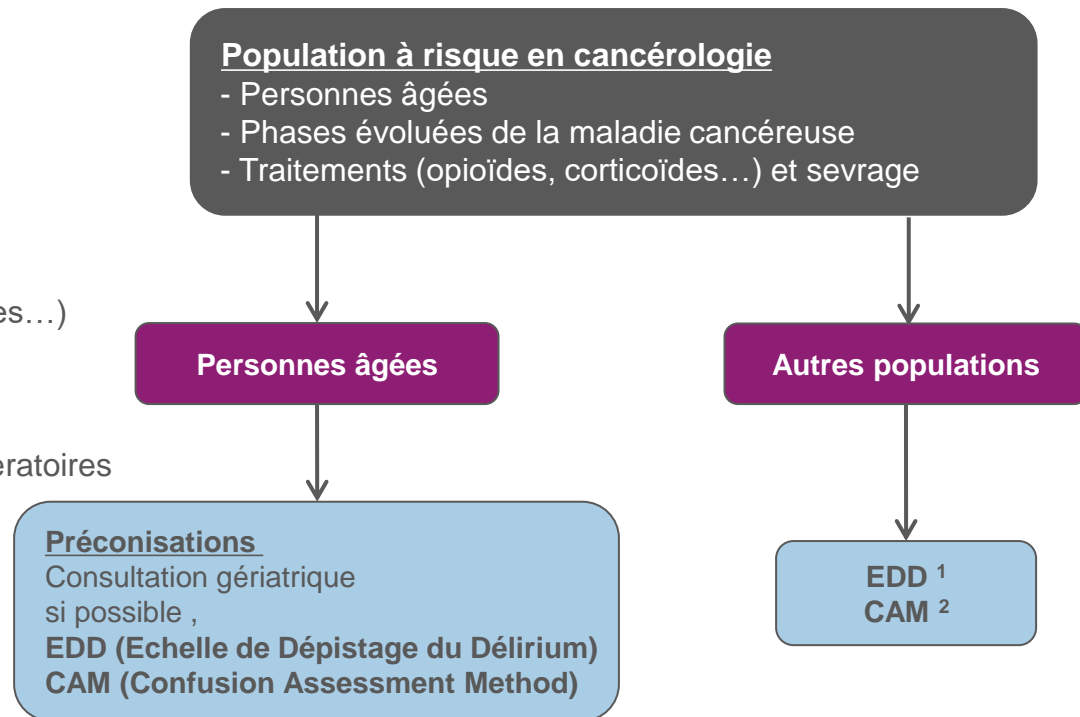 Population à risque en cancérologie
- Personnes âgées
- Phases évoluées de la maladie cancéreuse
- Traitements (opioïdes, corticoïdes…) et sevrage
es…)
Personnes âgées
Autres populations
ératoires
Préconisations
Consultation gériatrique
si possible ,
EDD (Echelle de Dépistage du Délirium)
CAM (Confusion Assessment Method)
EDD ¹
CAM ²